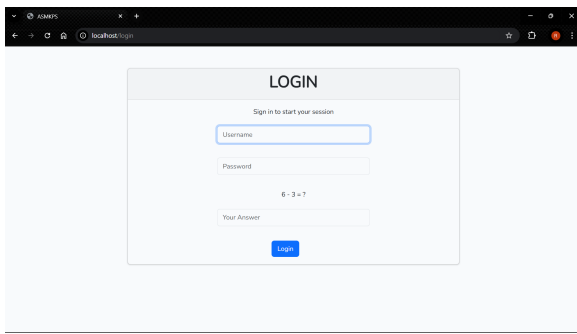 ASMKPS
localhost/login
LOGIN
Sign in to start your session
Username
Password
6 - 3 = ?
Your Answer
Login